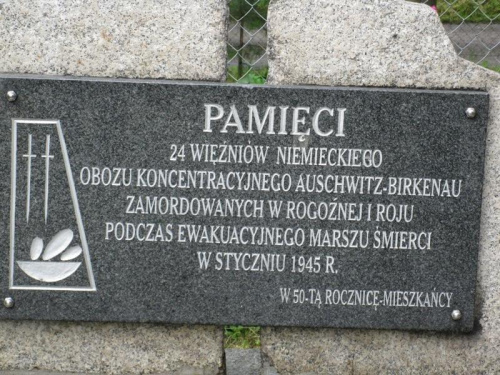 PAMIĘCI
24 WIĘŹNIÓW NIEMIECKIEGO
OBOZU KONCENTRACYJNEGO AUSCHWITZ-BIRKENAU
ZAMORDOWANYCH W ROGOŹNEJ I ROJU
PODCZAS EWAKUACYJNEGO MARSZU ŚMIERCI
W STYCZNIU 1945 R.
W 50-TĄ ROCZNICĘ-MIESZKAŃCY